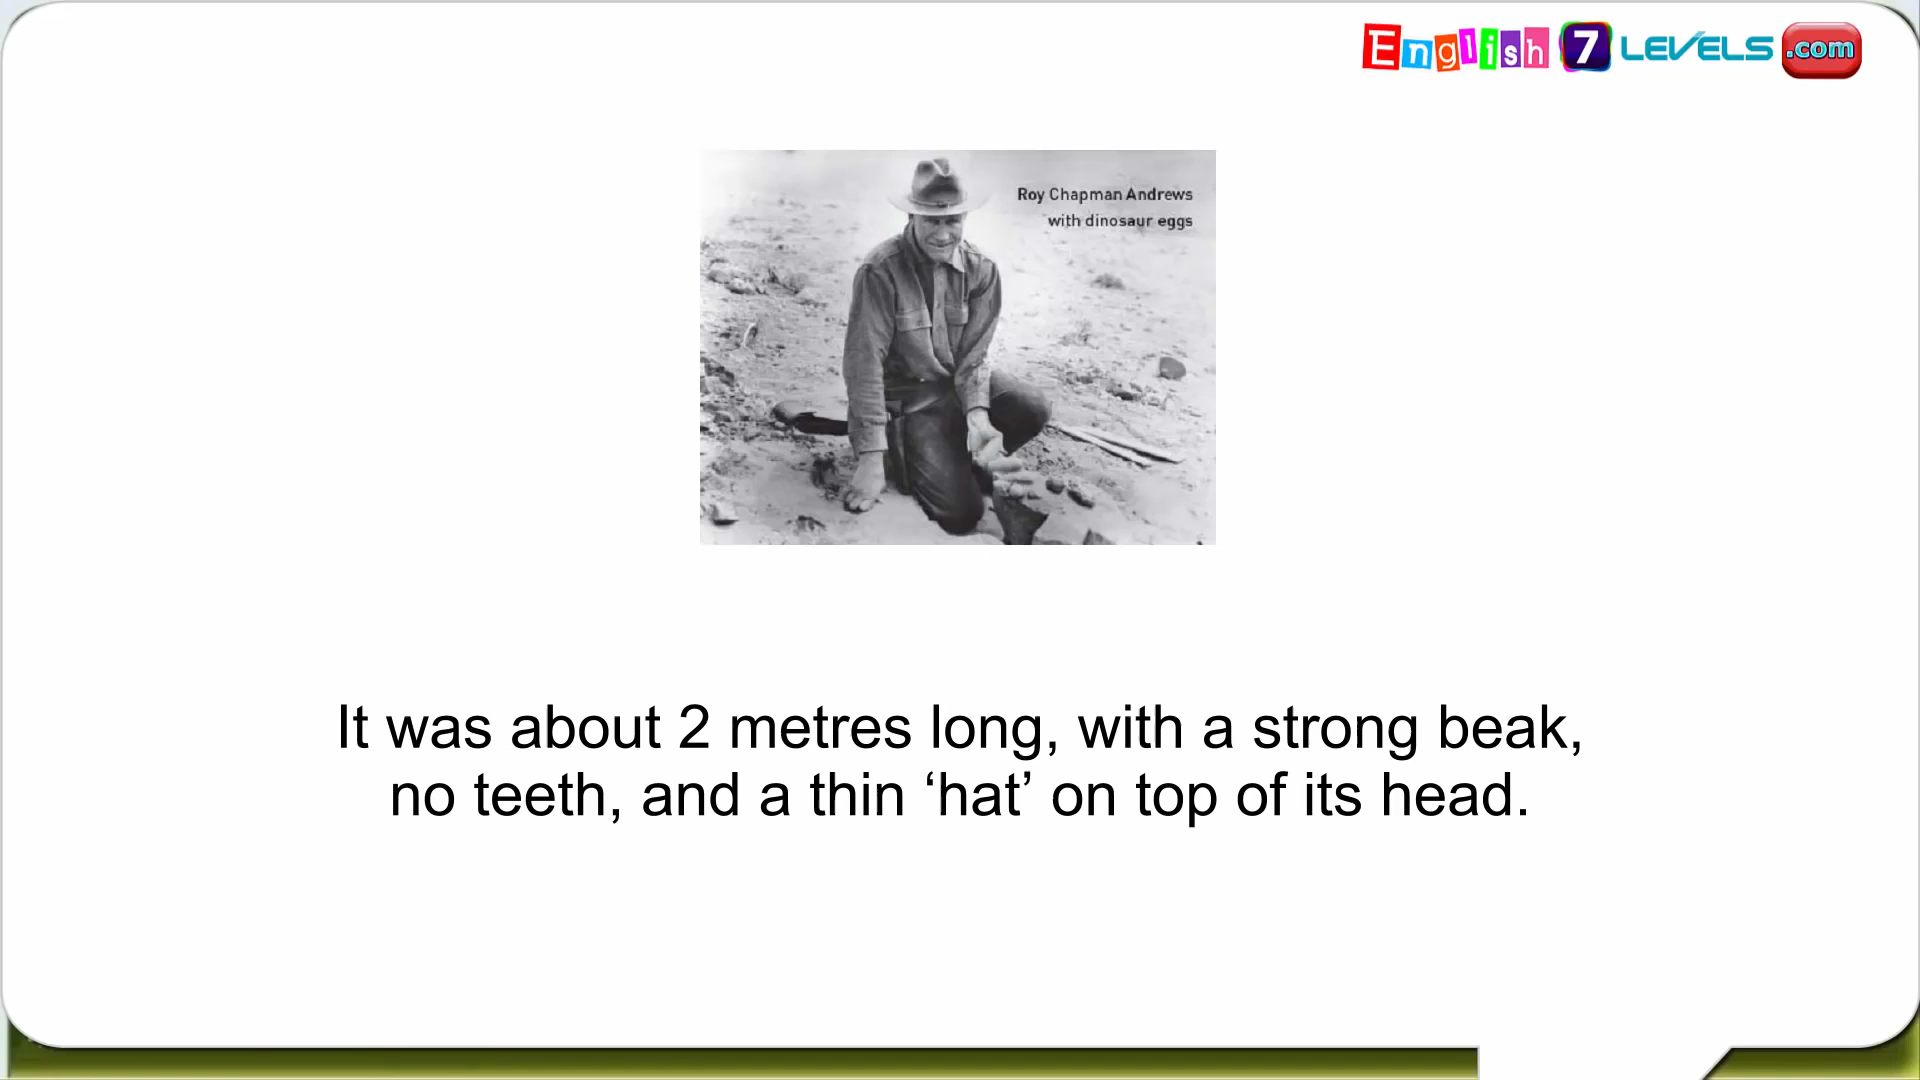 English 7 LEVELS .com
Roy Chapman Andrews
with dinosaur eggs
It was about 2 metres long, with a strong beak,
no teeth, and a thin ‘hat’ on top of its head.